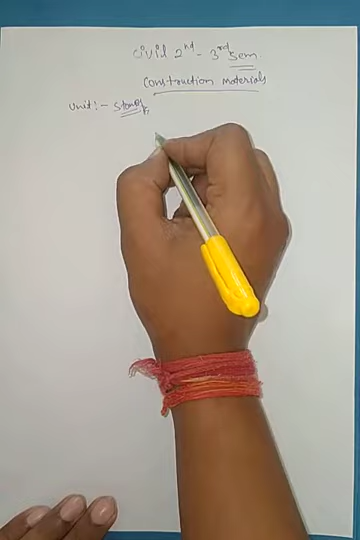 Civil 2nd - 3rd Sem.
Construction materials
Unit:- Stones